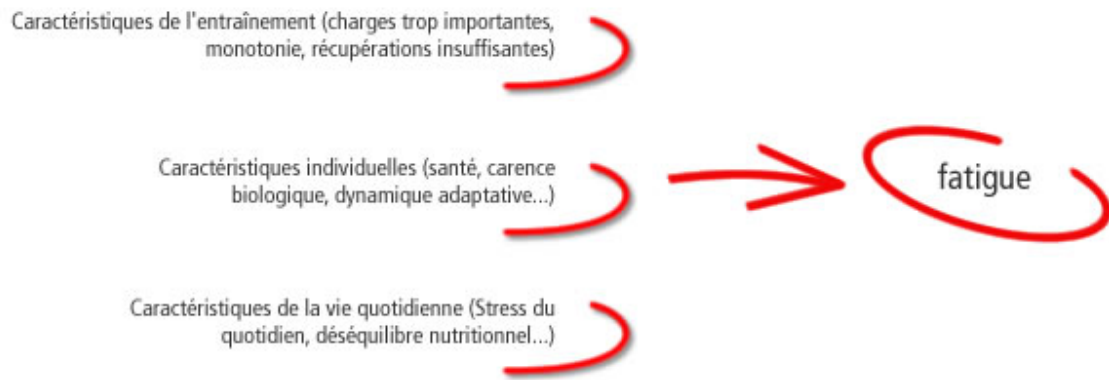 Caractéristiques de l'entraînement (charges trop importantes,
monotonie, récupérations insuffisantes)
Caractéristiques individuelles (santé, carence
biologique, dynamique adaptative...)
fatigue
Caractéristiques de la vie quotidienne (Stress du
quotidien, déséquilibre nutritionnel...)